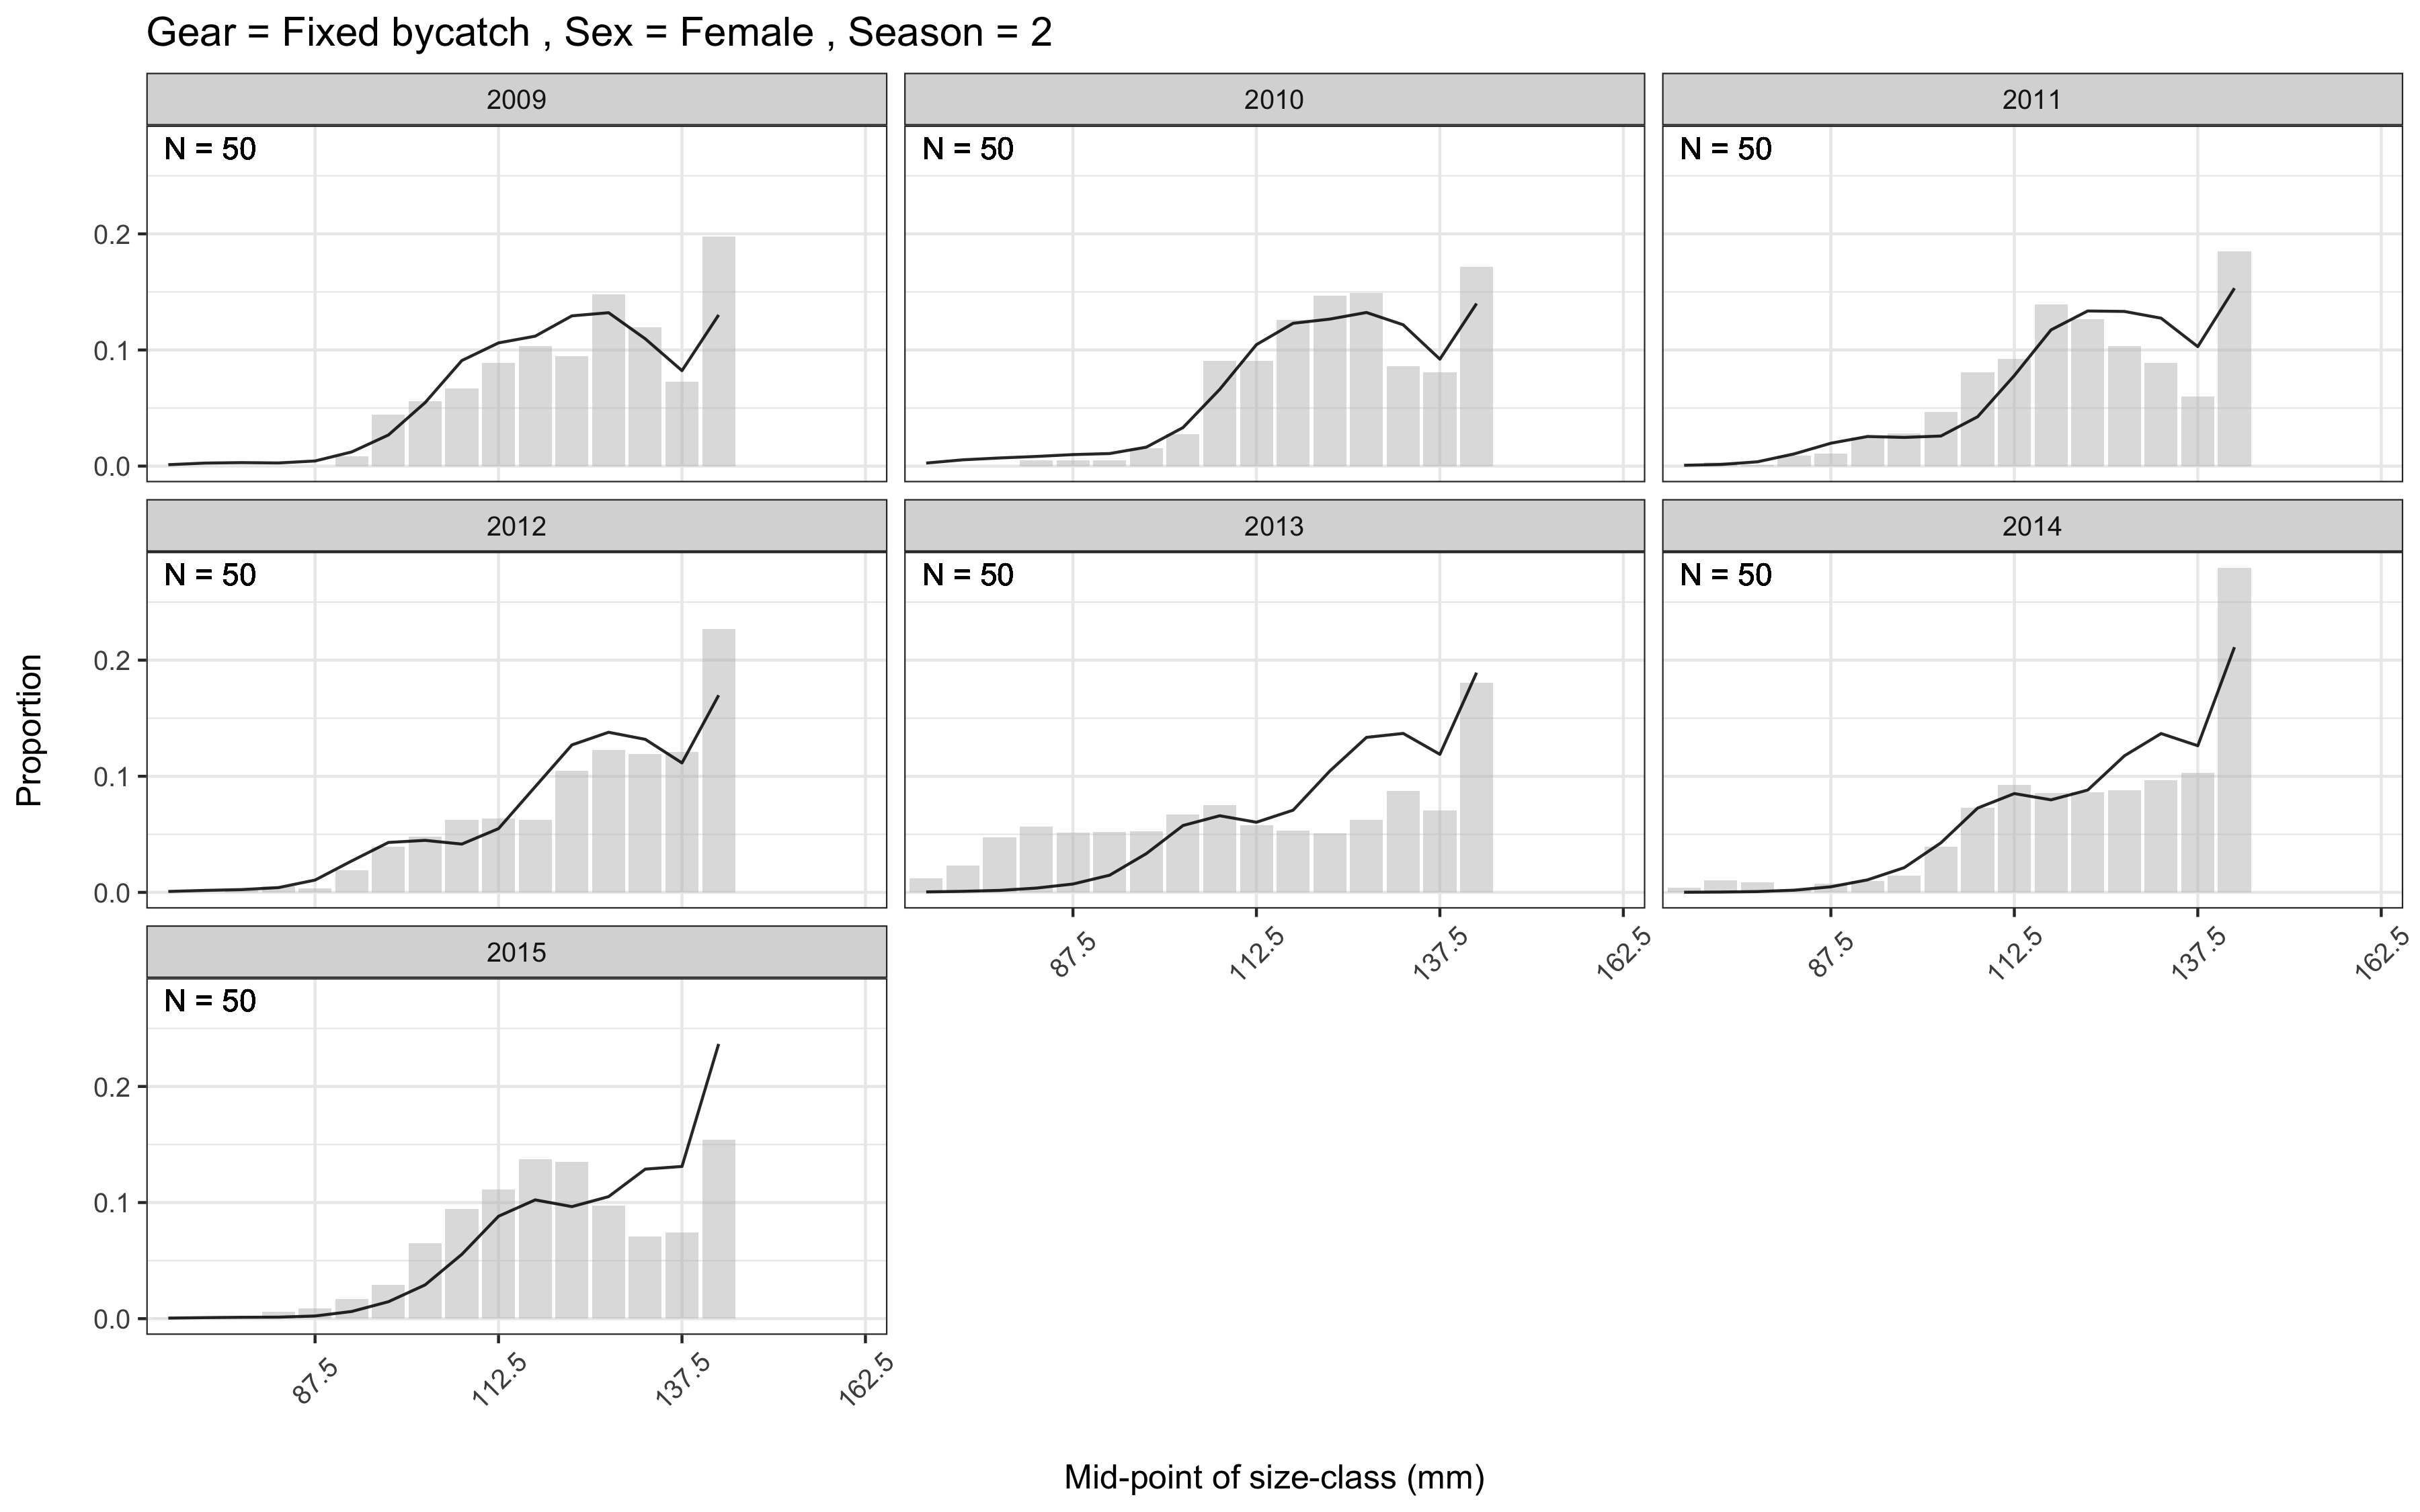 Gear = Fixed bycatch , Sex = Female , Season = 2
2009
2010
2011
N = 50
N = 50
N = 50
0.2
0.1
0.0
2012
2013
2014
N = 50
N = 50
N = 50
0.2
0.1
0.0
87.5
112.5
137.5
162.5
87.5
112.5
137.5
162.5
2015
N = 50
0.2
0.1
0.0
87.5
112.5
137.5
162.5
Proportion
Mid-point of size-class (mm)